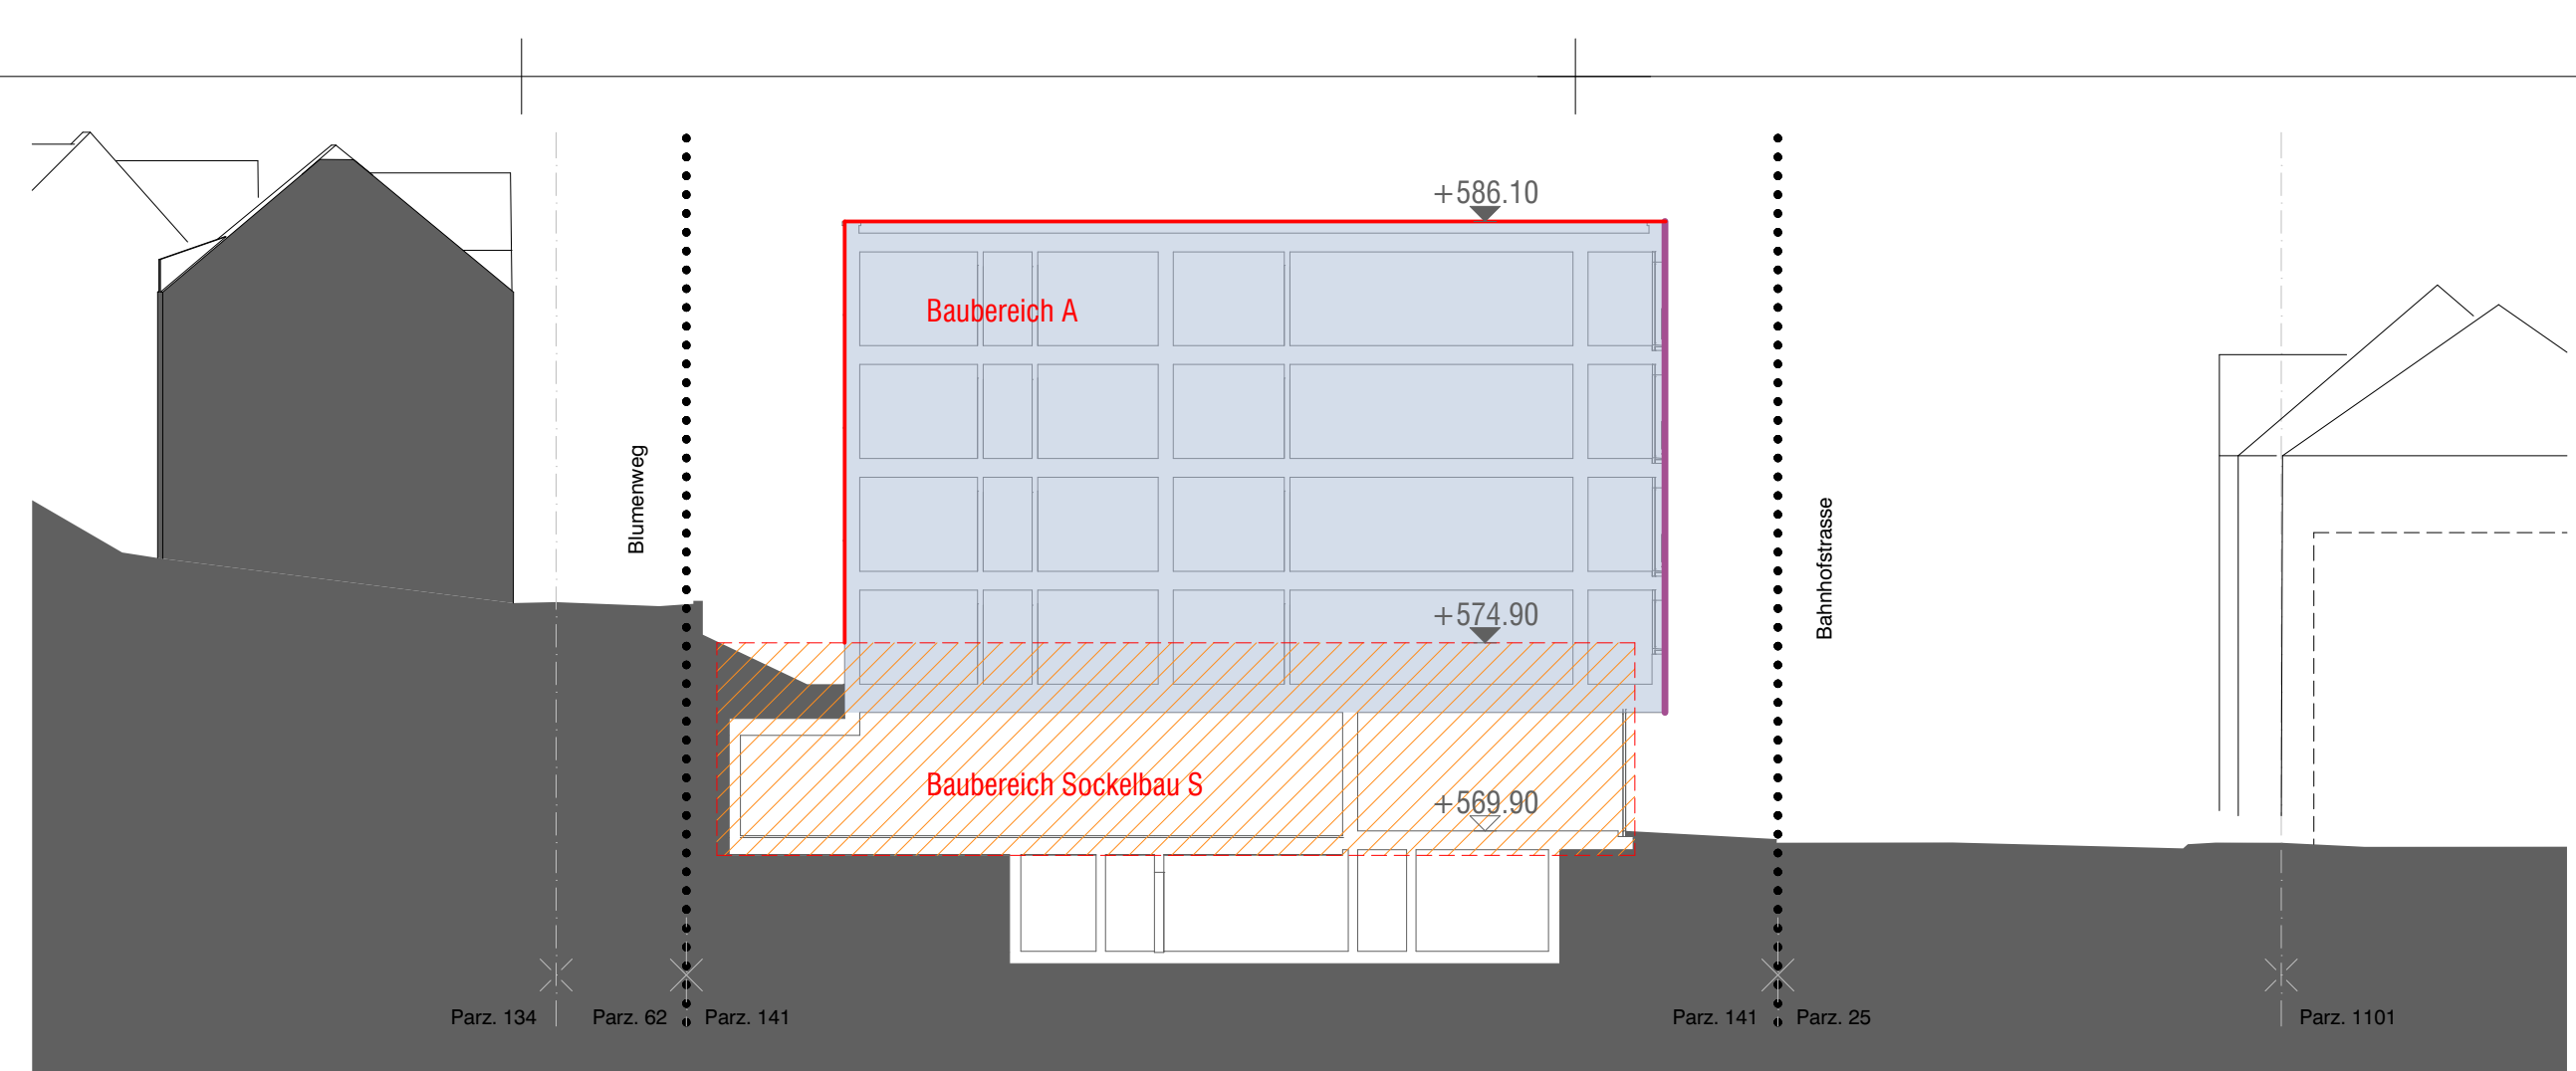 +586.10
Baubereich A
Blumenweg
Bahnhofstrasse
+574.90
Baubereich Sockelbau S
+569.90
Parz. 134
Parz. 62
Parz. 141
Parz. 141
Parz. 25
Parz. 1101